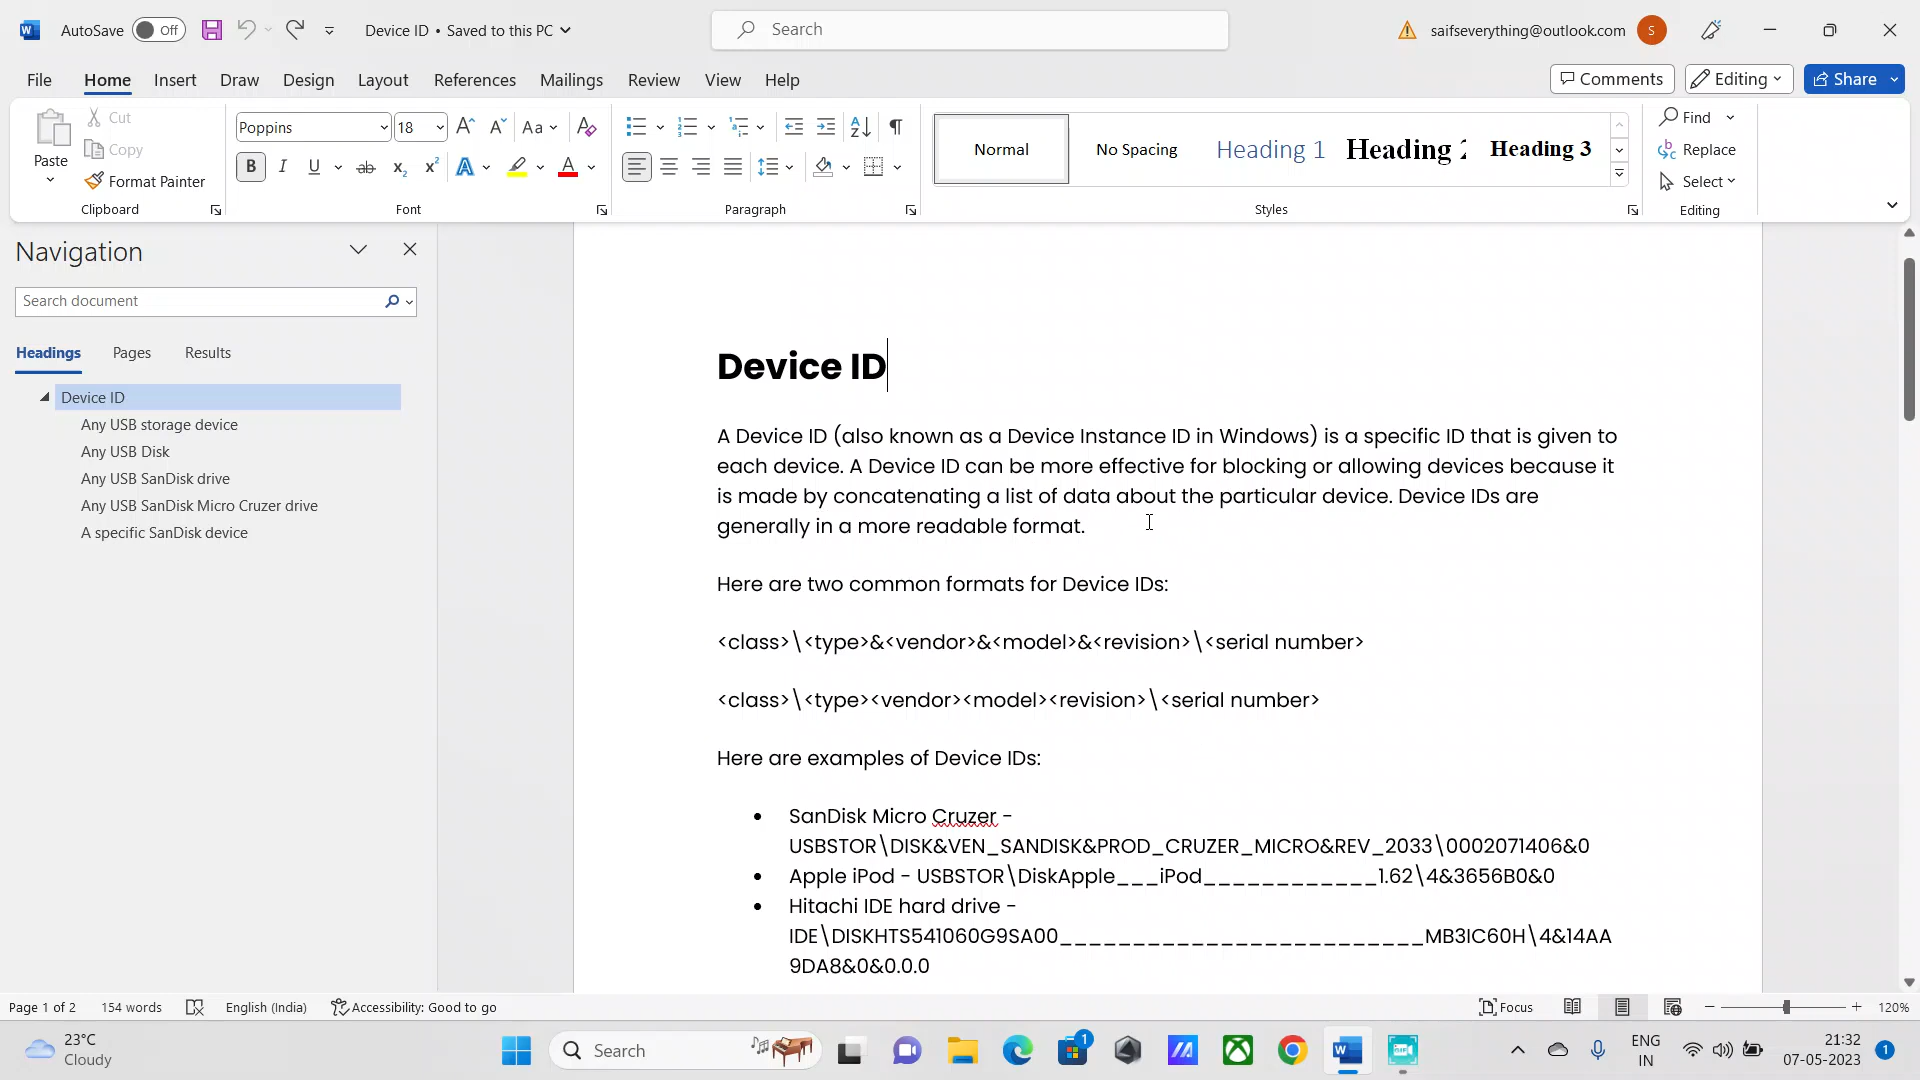 AutoSave Off Device ID • Saved to this PC Search saifseverything@outlook.com S
File Home Insert Draw Design Layout References Mailings Review View Help Comments Editing Share
Paste Cut Copy Format Painter
Clipboard
Poppins 18 Aa
B I U ab x₂ x² A A
Font
Paragraph
Normal No Spacing Heading 1 Heading 2 Heading 3
Styles
Find
Replace
Select
Editing
Navigation
Search document
Headings Pages Results
Device ID
Any USB storage device
Any USB Disk
Any USB SanDisk drive
Any USB SanDisk Micro Cruzer drive
A specific SanDisk device
Device ID
A Device ID (also known as a Device Instance ID in Windows) is a specific ID that is given to
each device. A Device ID can be more effective for blocking or allowing devices because it
is made by concatenating a list of data about the particular device. Device IDs are
generally in a more readable format.
Here are two common formats for Device IDs:
<class>\<type>&<vendor>&<model>&<revision>\<serial number>
<class>\<type><vendor><model><revision>\<serial number>
Here are examples of Device IDs:
• SanDisk Micro Cruzer -
USBSTOR\DISK&VEN_SANDISK&PROD_CRUZER_MICRO&REV_2033\0002071406&0
• Apple iPod - USBSTOR\DiskApple___iPod____________1.62\4&3656B0&0
• Hitachi IDE hard drive -
IDE\DISKHTS541060G9SA00_________________________MB3IC60H\4&14AA
9DA8&0&0.0.0
Page 1 of 2 154 words English (India) Accessibility: Good to go Focus 120%
23°C
Cloudy
Search
1
ENG
IN
21:32
07-05-2023
1